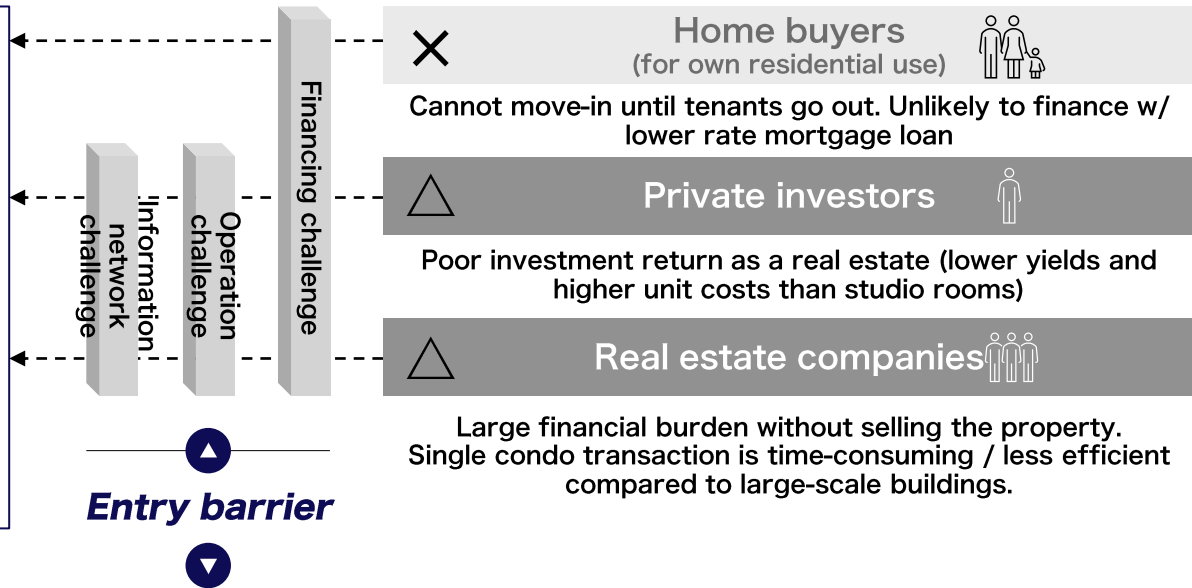 Home buyers
(for own residential use)
Cannot move-in until tenants go out. Unlikely to finance w/
lower rate mortgage loan
Private investors
Poor investment return as a real estate (lower yields and
higher unit costs than studio rooms)
Real estate companies
Large financial burden without selling the property.
Single condo transaction is time-consuming / less efficient
compared to large-scale buildings.
Financing challenge
Operation
challenge
Information
network
challenge
Entry barrier